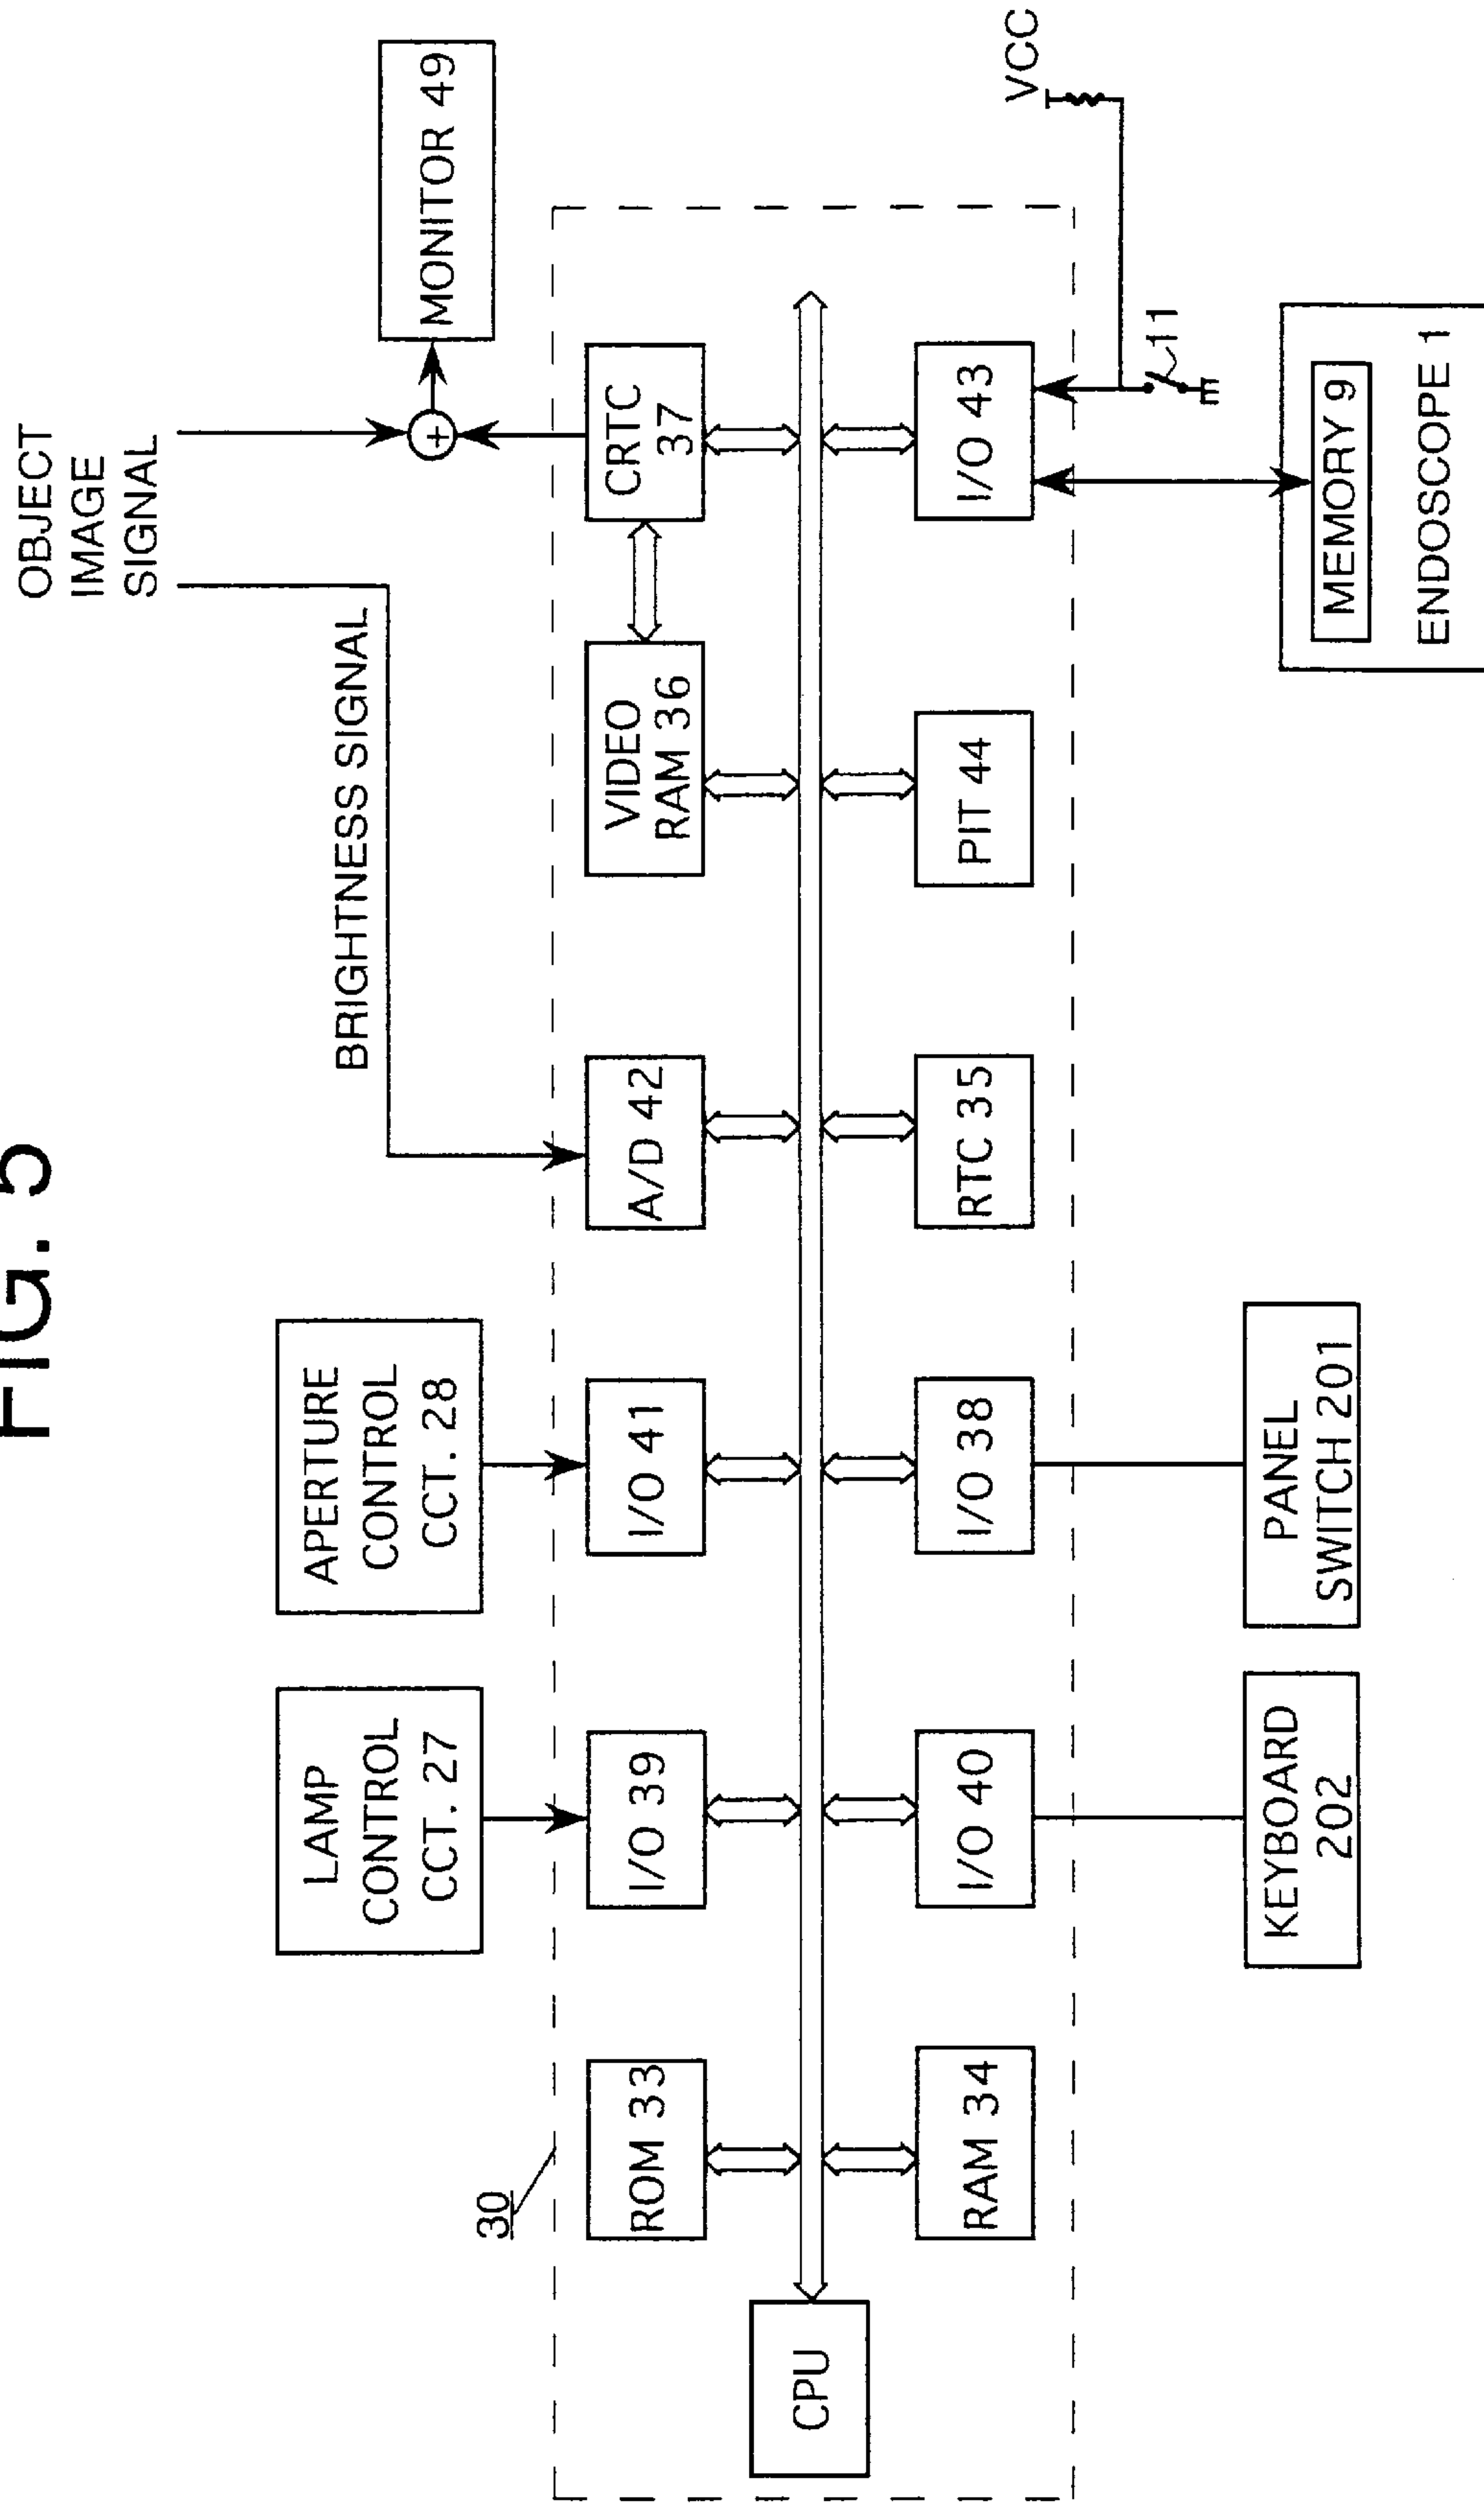 FIG. 5
OBJECT
IMAGE
SIGNAL
BRIGHTNESS SIGNAL
MONITOR 49
LAMP
CONTROL
CCT. 27
APERTURE
CONTROL
CCT. 28
+
30
ROM 33
I/O 39
I/O 41
A/D 42
VIDEO
RAM 36
CRTC
37
CPU
RAM 34
I/O 40
I/O 38
RTC 35
PIT 44
I/O 43
VCC
11
KEYBOARD
202
PANEL
SWITCH 201
MEMORY 9
ENDOSCOPE 1